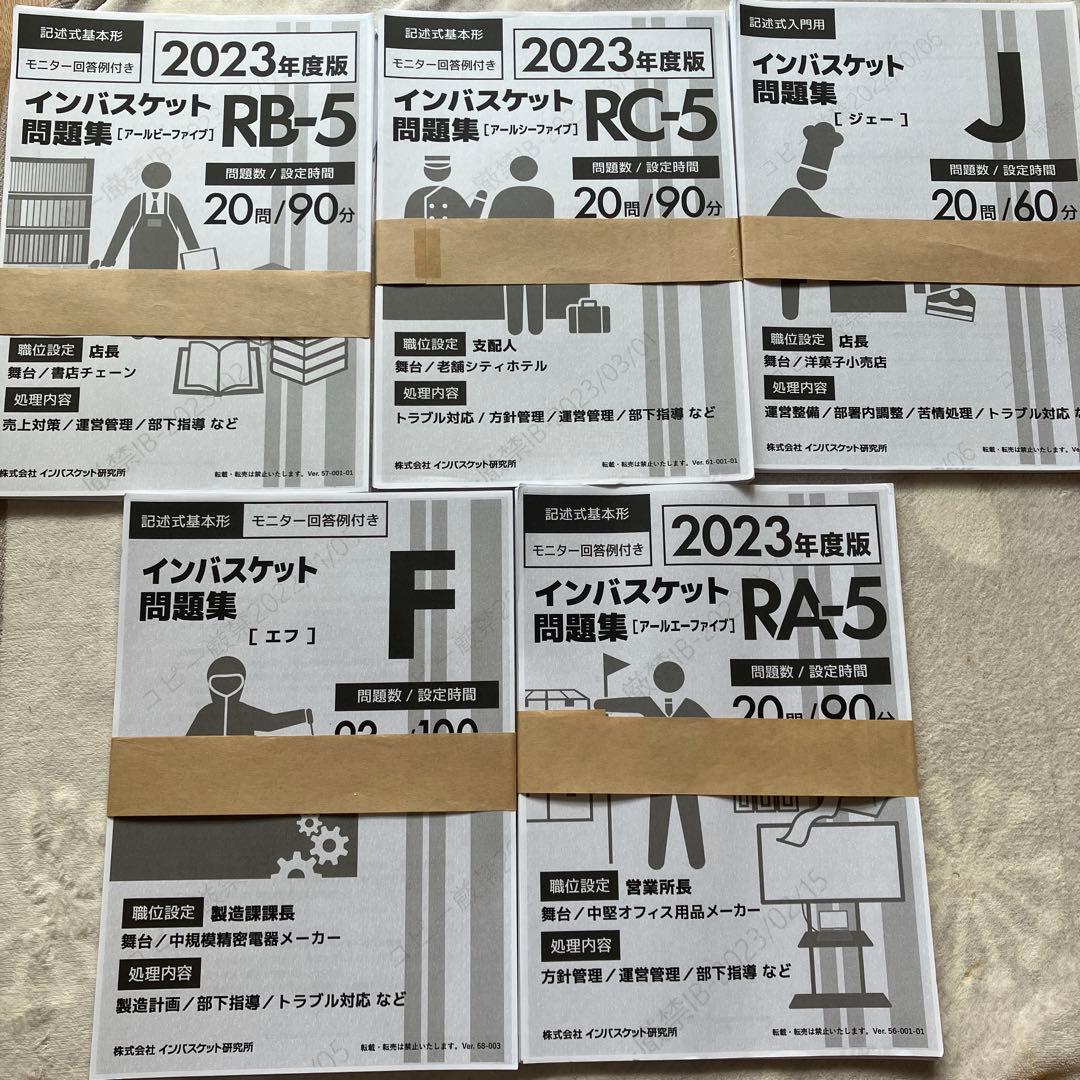 記述式基本形
モニター回答例付き
2023年度版
インバスケット
問題集[アールビーファイブ]
RB-5
問題数 / 設定時間
20問/90分
職位設定 店長
舞台/書店チェーン
処理内容
売上対策/運営管理/部下指導 など
株式会社 インバスケット研究所
転載・転売は禁止いたします。Ver. 57-001-01
記述式基本形
モニター回答例付き
2023年度版
インバスケット
問題集[アールシーファイブ]
RC-5
問題数 / 設定時間
20問/90分
職位設定 支配人
舞台/老舗シティホテル
処理内容
トラブル対応/方針管理/運営管理/部下指導 など
株式会社 インバスケット研究所
転載・転売は禁止いたします。Ver. 61-001-01
記述式入門用
インバスケット
問題集
[ ジェー ]
J
問題数 / 設定時間
20問/60分
職位設定 店長
舞台/洋菓子小売店
処理内容
運営整備/部署内調整/苦情処理/トラブル対応
株式会社 インバスケット研究所
転載・転売は禁止いたします。
記述式基本形
モニター回答例付き
インバスケット
問題集
[ エフ ]
F
問題数 / 設定時間
職位設定 製造課課長
舞台/中規模精密電器メーカー
処理内容
製造計画/部下指導/トラブル対応 など
株式会社 インバスケット研究所
転載・転売は禁止いたします。Ver. 68-003
記述式基本形
モニター回答例付き
2023年度版
インバスケット
問題集[アールエーファイブ]
RA-5
問題数 / 設定時間
20問/90分
職位設定 営業所長
舞台/中堅オフィス用品メーカー
処理内容
方針管理/運営管理/部下指導 など
株式会社 インバスケット研究所
転載・転売は禁止いたします。Ver. 56-001-01